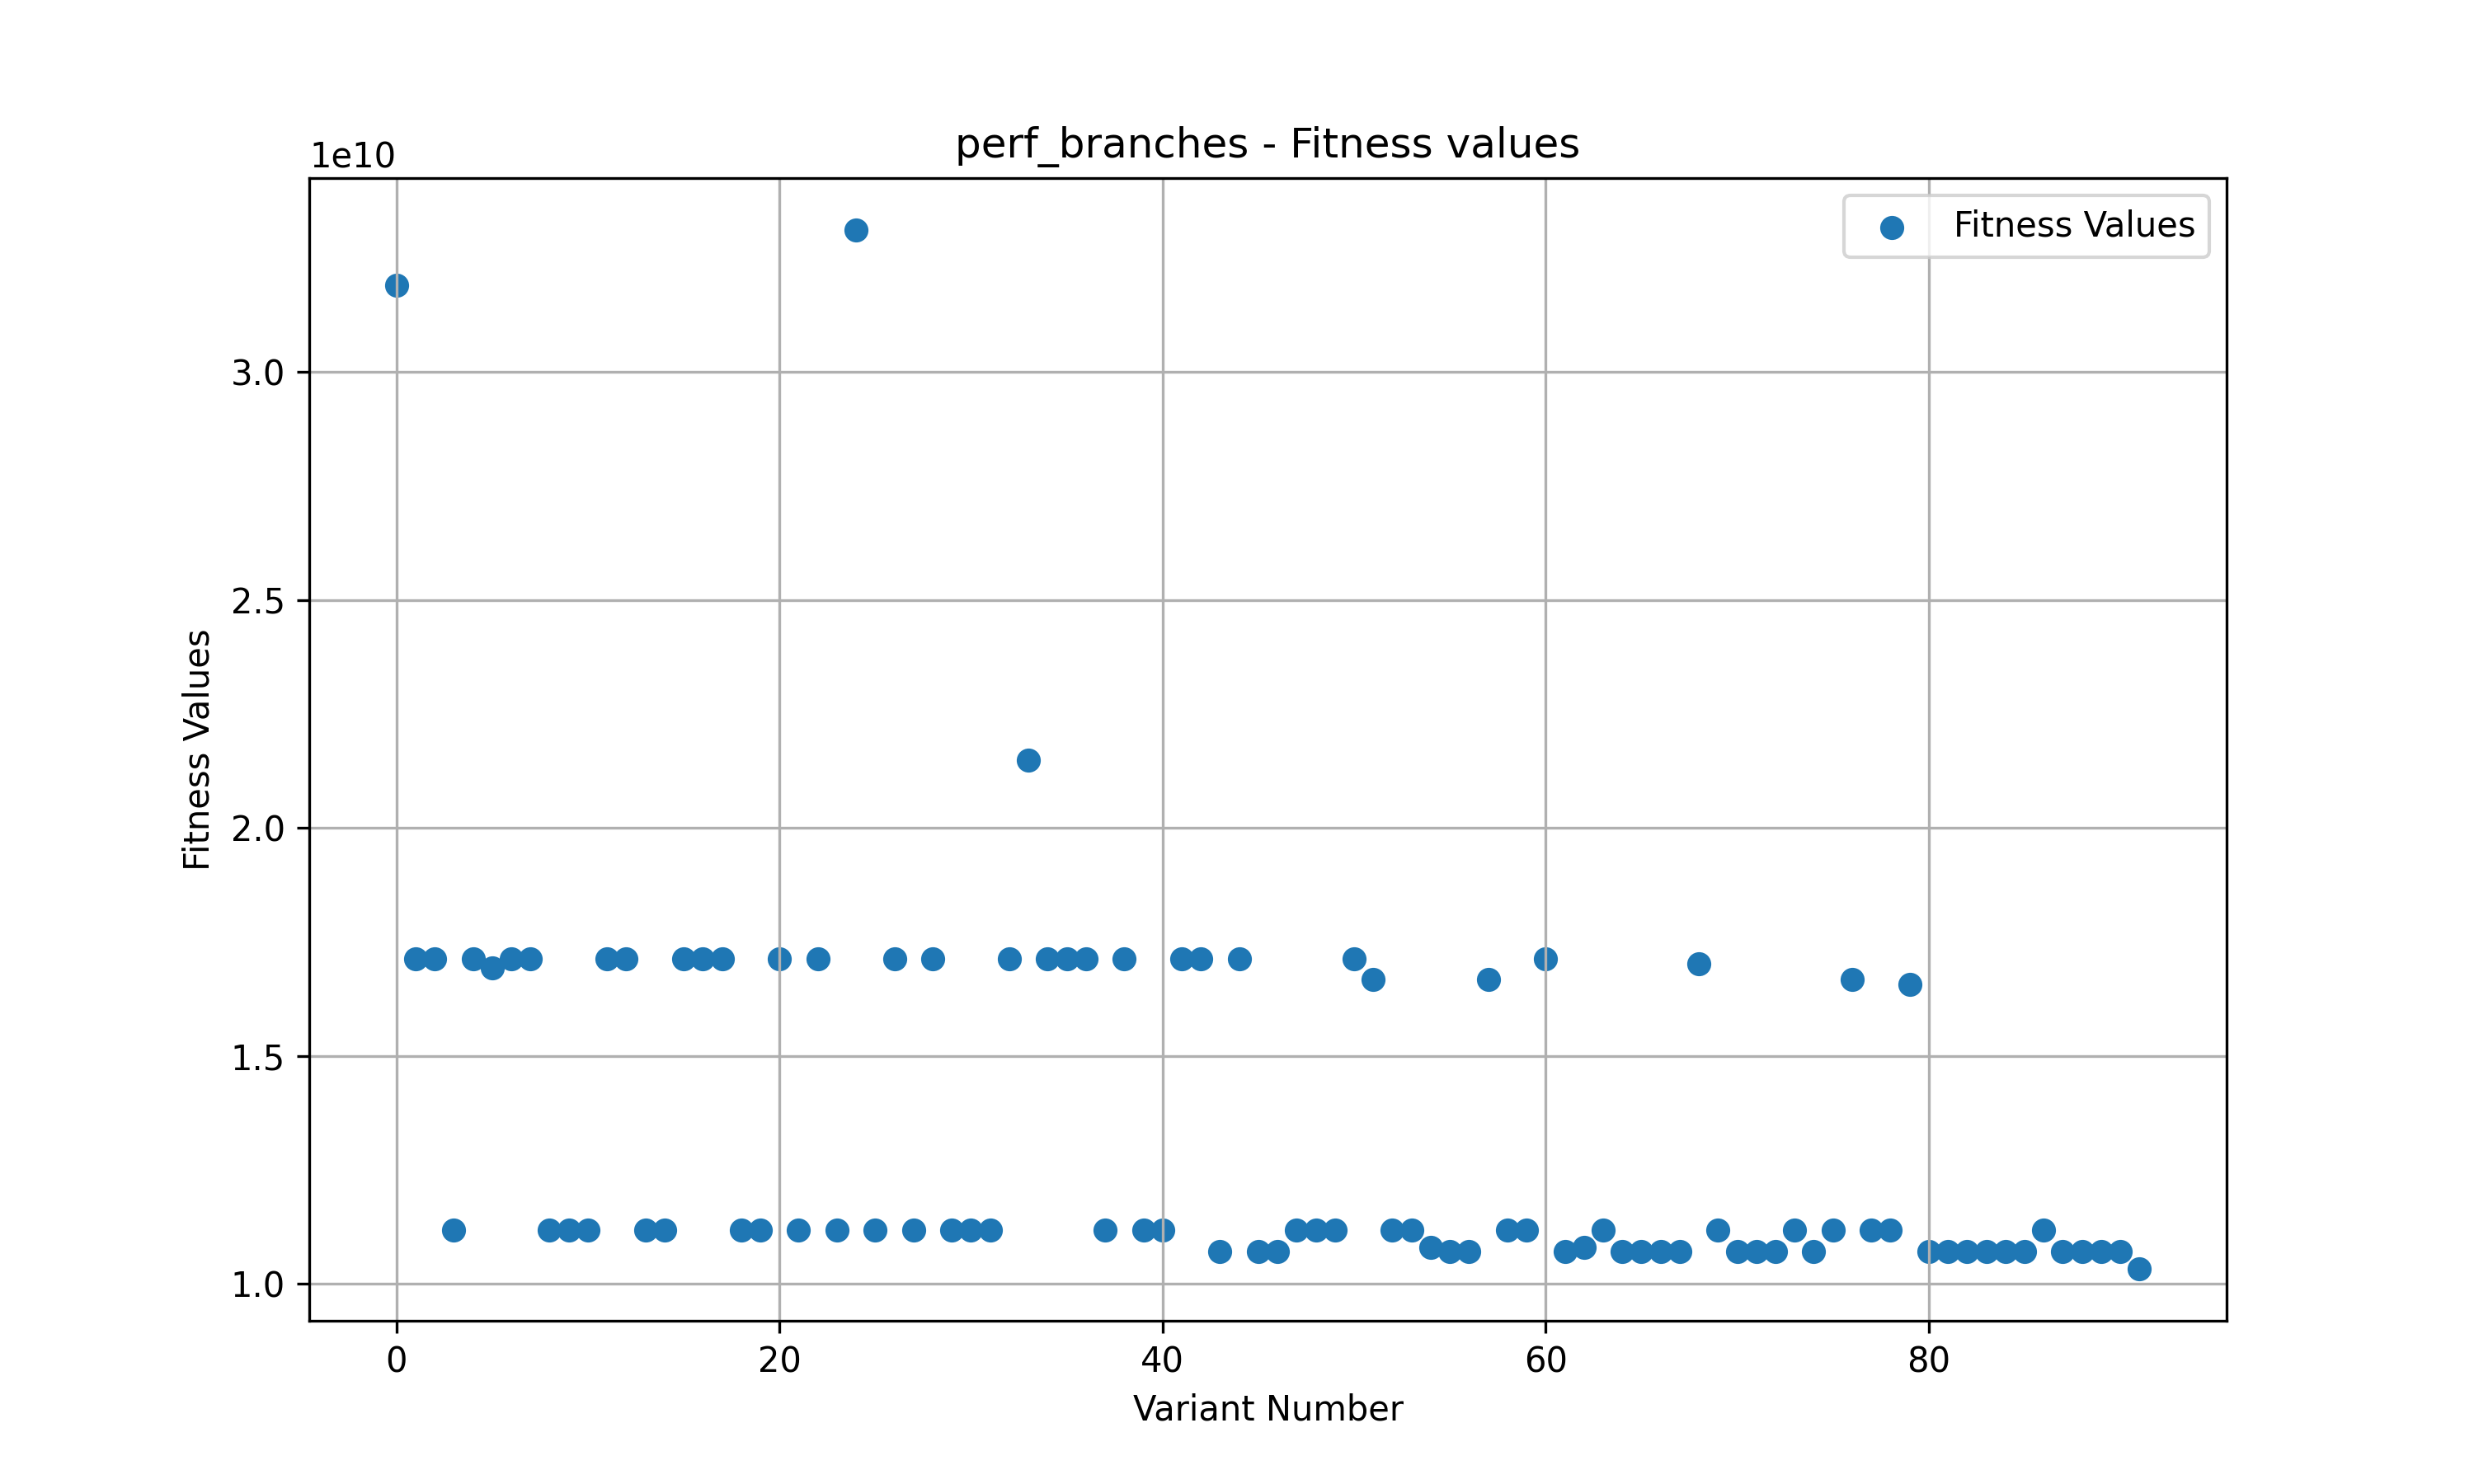 perf_branches - Fitness values
1e10
Fitness Values
3.0
2.5
2.0
1.5
1.0
Fitness Values
0 20 40 60 80
Variant Number